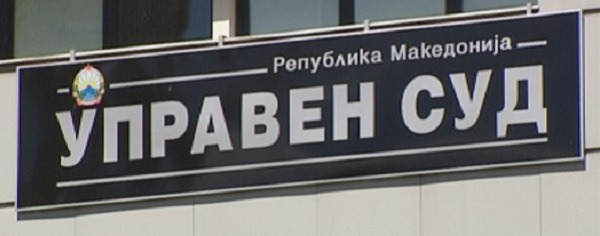 Република Македонија
УПРАВЕН СУД